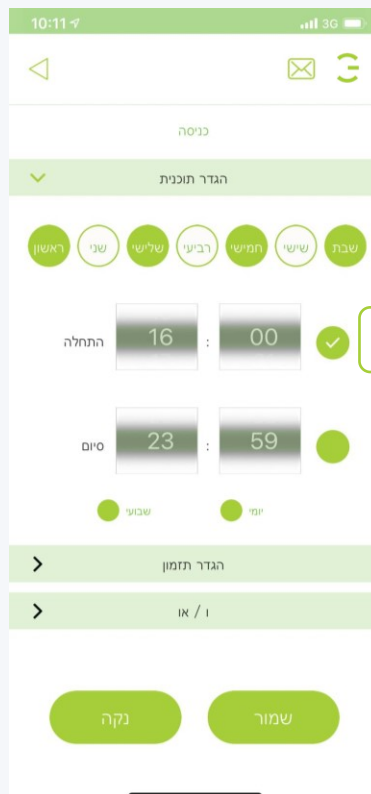 10:11 3G
כניסה
הגדר תוכנית
ראשון שני שלישי רביעי חמישי שישי שבת
התחלה 16 : 00
סיום 23 : 59
שבועי יומי
הגדר תזמון
ו / או
נקה שמור